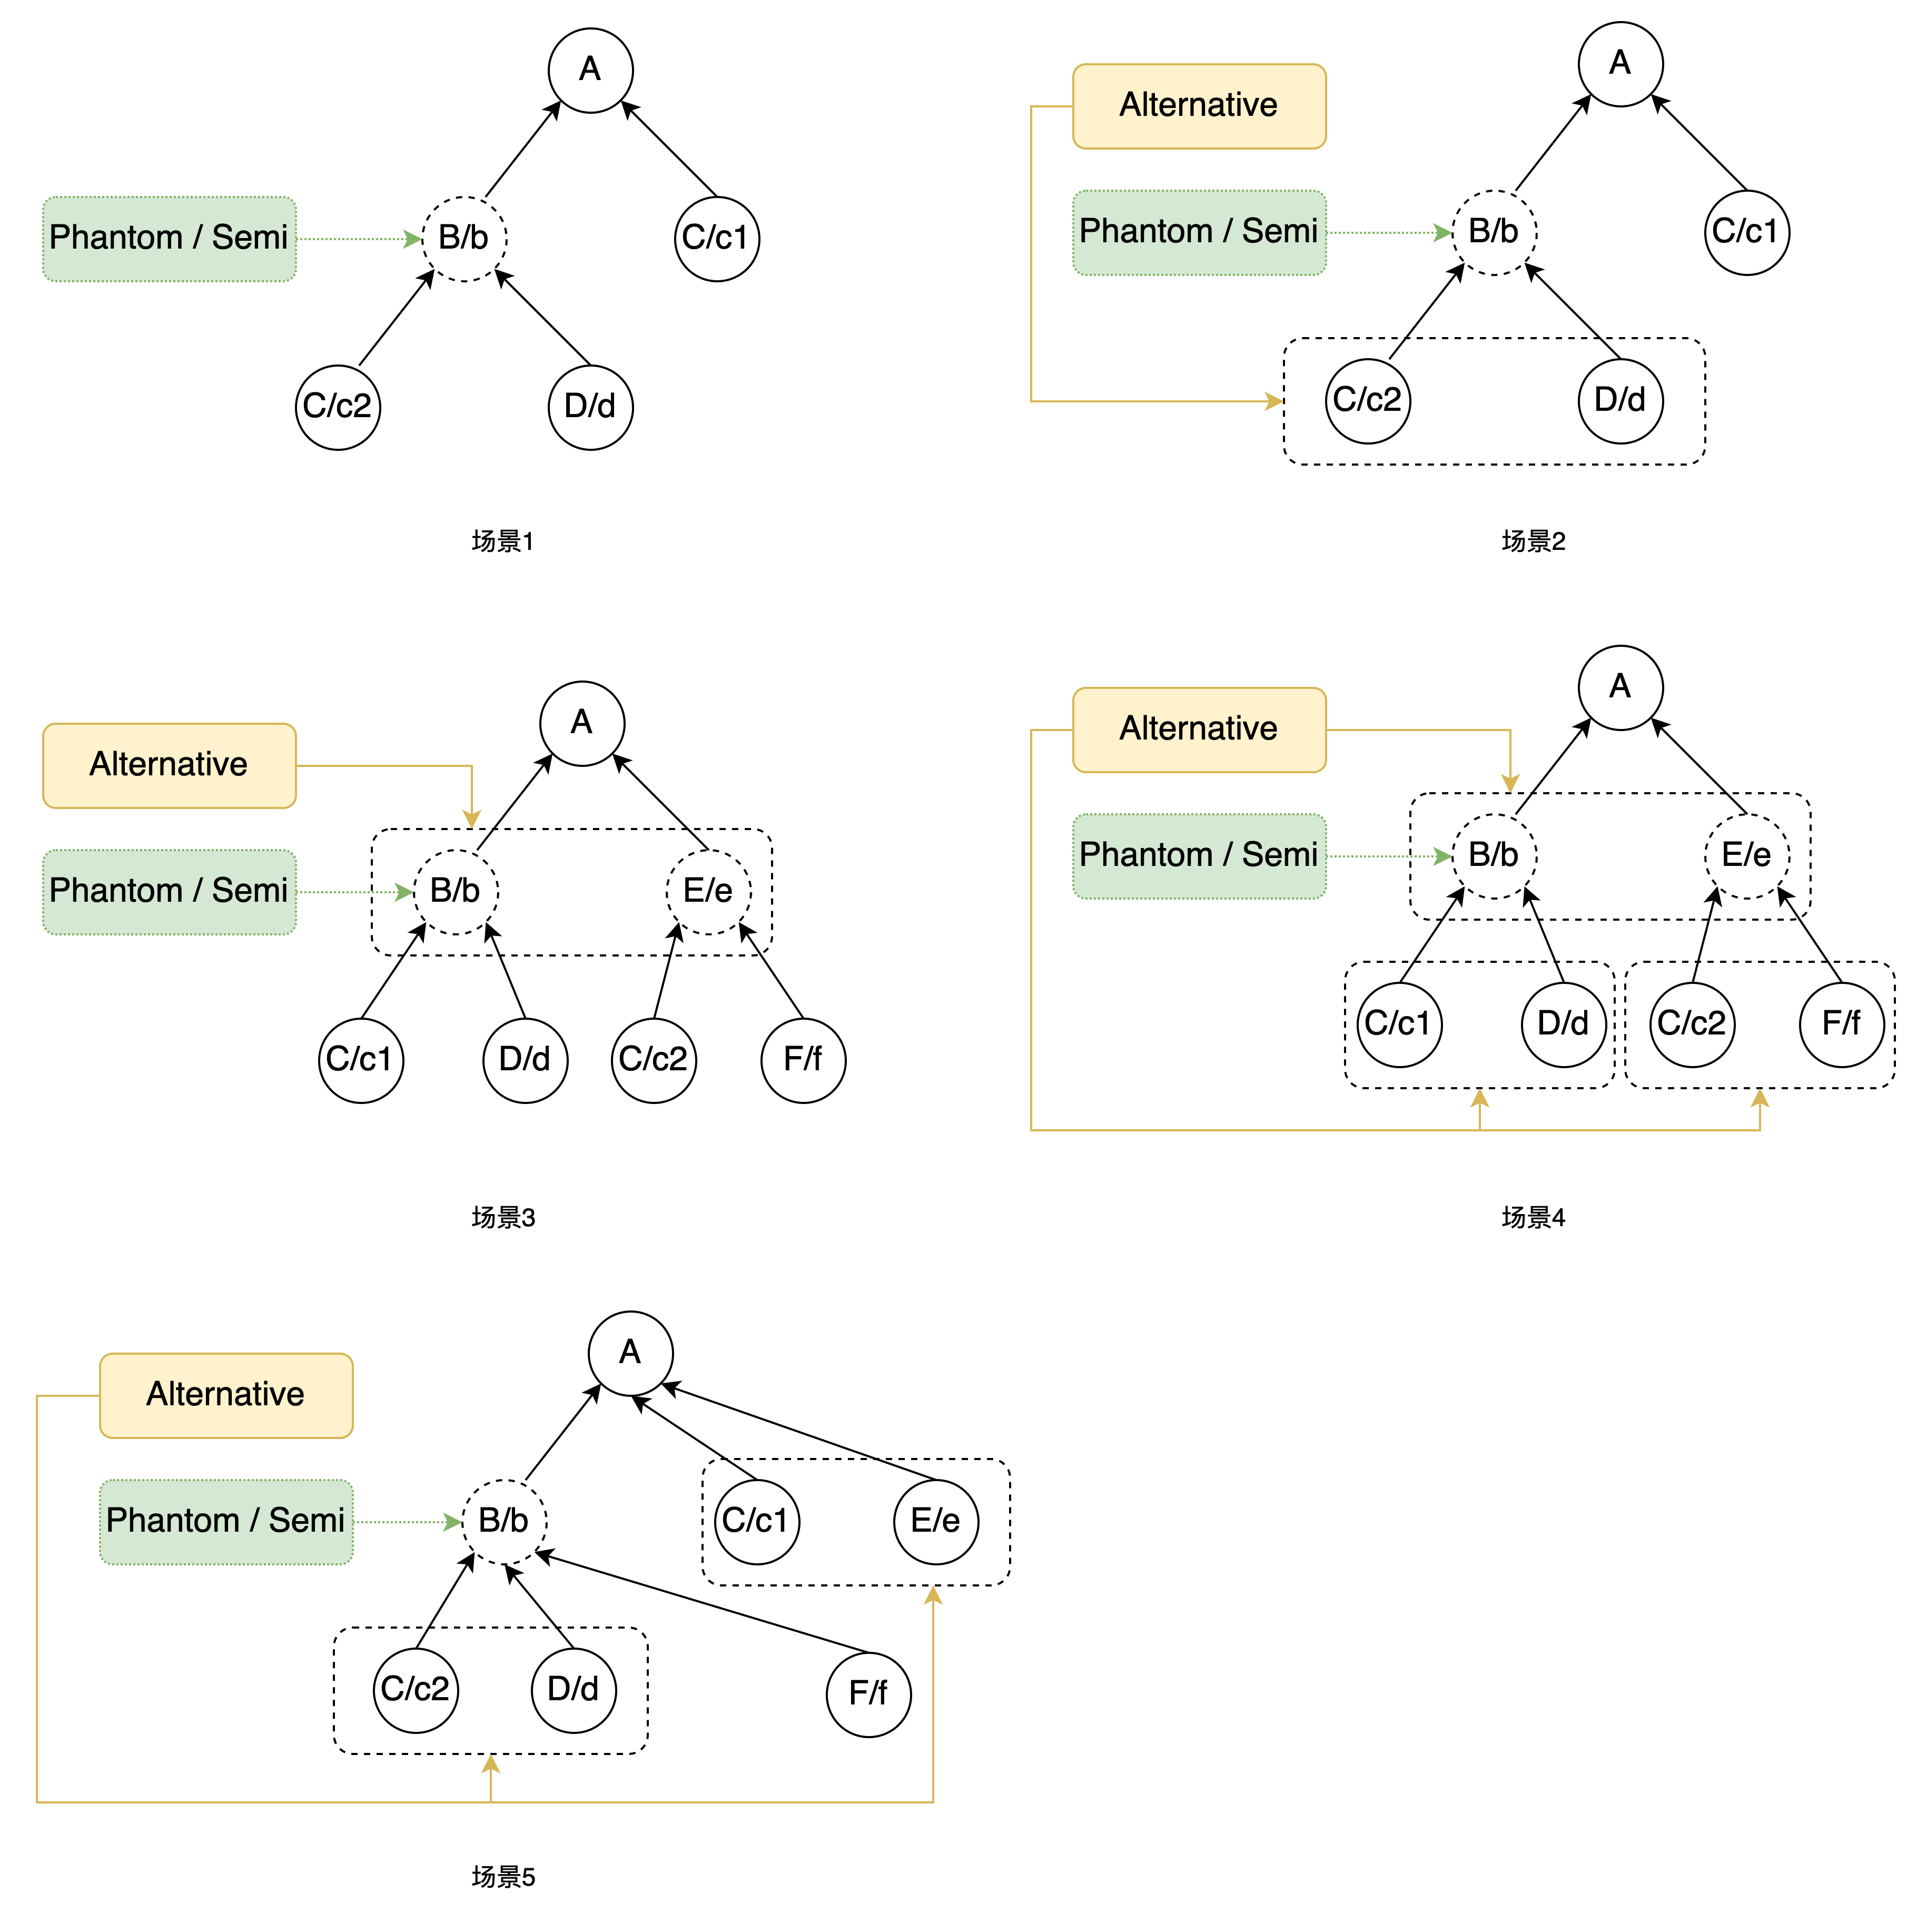 A
Phantom / Semi
B/b
C/c1
C/c2
D/d
场景1
A
Alternative
Phantom / Semi
B/b
C/c1
C/c2
D/d
场景2
A
Alternative
Phantom / Semi
B/b
E/e
C/c1
D/d
C/c2
F/f
场景3
A
Alternative
Phantom / Semi
B/b
E/e
C/c1
D/d
C/c2
F/f
场景4
A
Alternative
Phantom / Semi
B/b
C/c1
E/e
C/c2
D/d
F/f
场景5